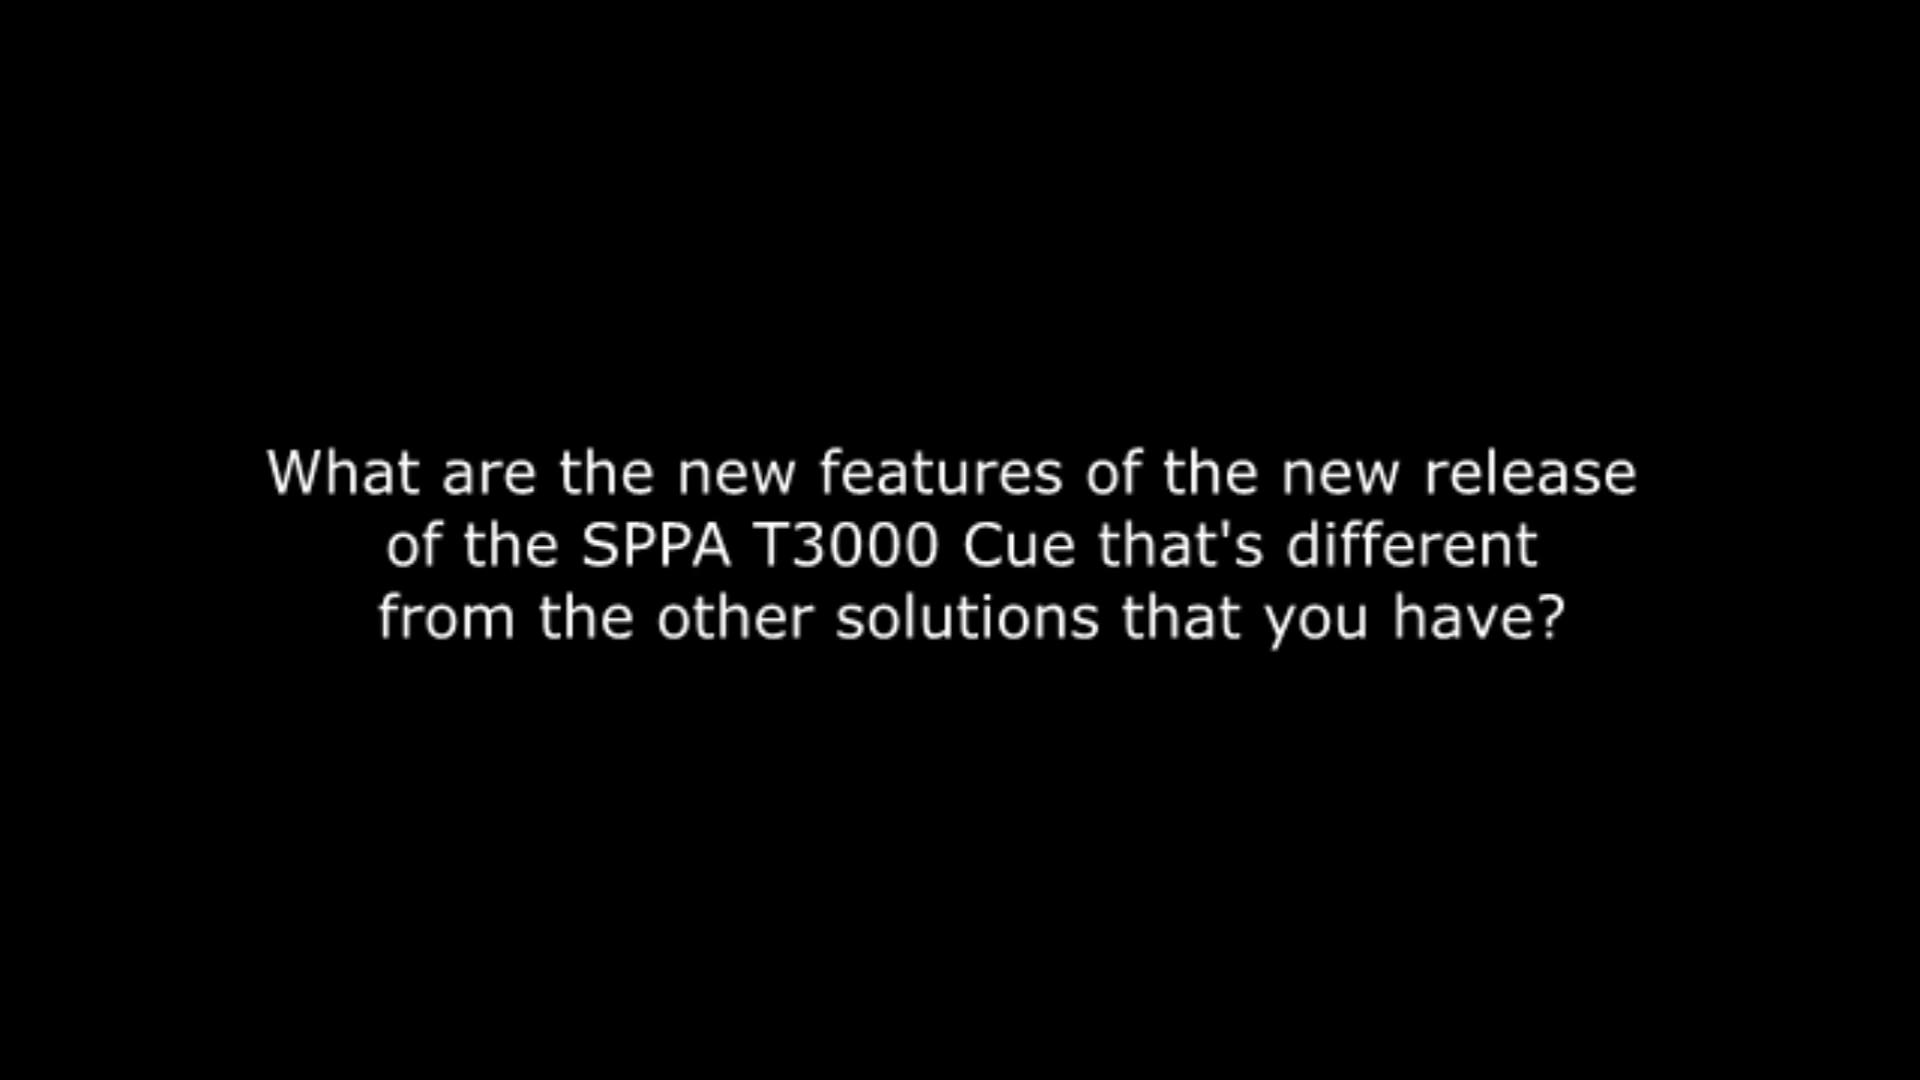 What are the new features of the new release
of the SPPA T3000 Cue that's different
from the other solutions that you have?